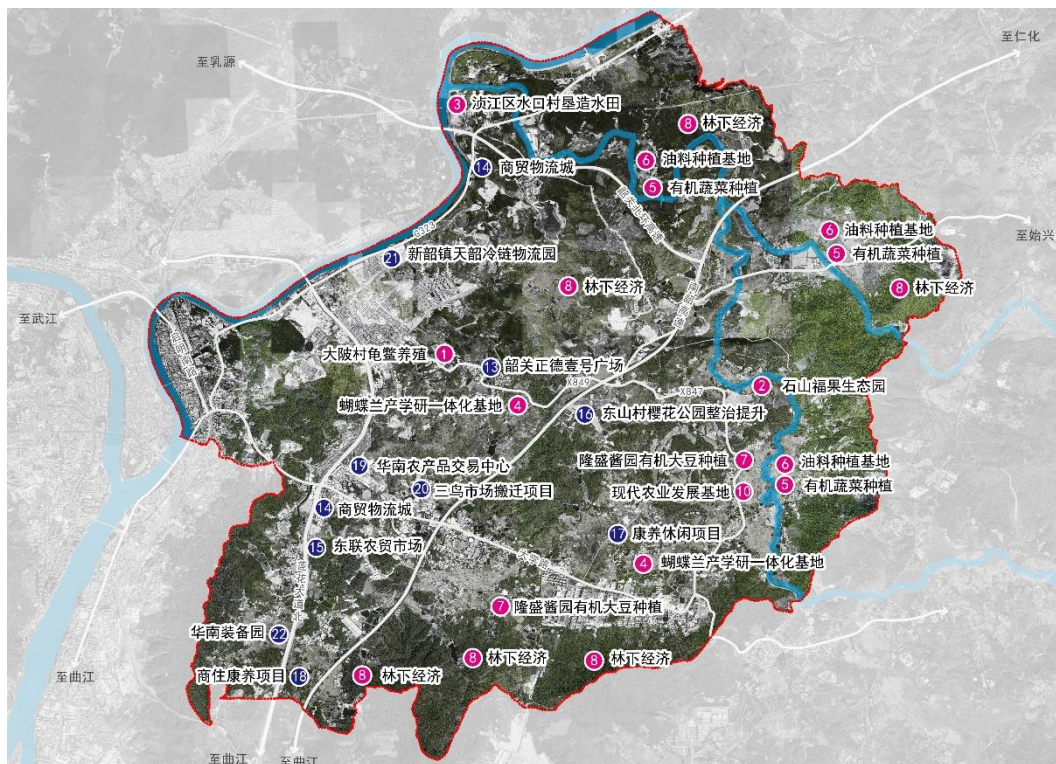 至仁化
至乳源
3 浈江区水口村垦造水田
8 林下经济
6 油料种植基地
14 商贸物流城
5 有机蔬菜种植
至始兴
6 油料种植基地
G323
5 有机蔬菜种植
21 新韶镇天韶冷链物流园
8 林下经济
8 林下经济
至武江
大陂村龟鳖养殖 1
13 韶关正德壹号广场
X849
X847
2 石山福果生态园
蝴蝶兰产学研一体化基地 4
16 东山村樱花公园整治提升
19 华南农产品交易中心
隆盛酱园有机大豆种植 7
6 油料种植基地
20 三鸟市场搬迁项目
现代农业发展基地 10
5 有机蔬菜种植
14 商贸物流城
17 康养休闲项目
15 东联农贸市场
4 蝴蝶兰产学研一体化基地
7 隆盛酱园有机大豆种植
华南装备园 22
至曲江
商住康养项目 18
8 林下经济
8 林下经济
8 林下经济
至曲江
至曲江